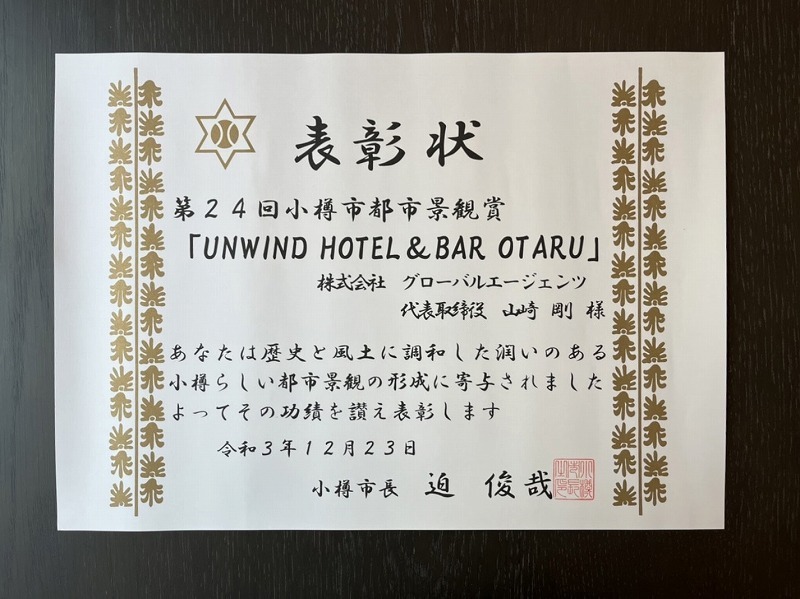 表彰状
第24回小樽市都市景観賞
「UNWIND HOTEL＆BAR OTARU」
株式会社 グローバルエージェンツ
代表取締役 山崎 剛 様
あなたは歴史と風土に調和した潤いのある
小樽らしい都市景観の形成に寄与されました
よってその功績を讃え表彰します
令和3年12月23日
小樽市長 迫 俊哉